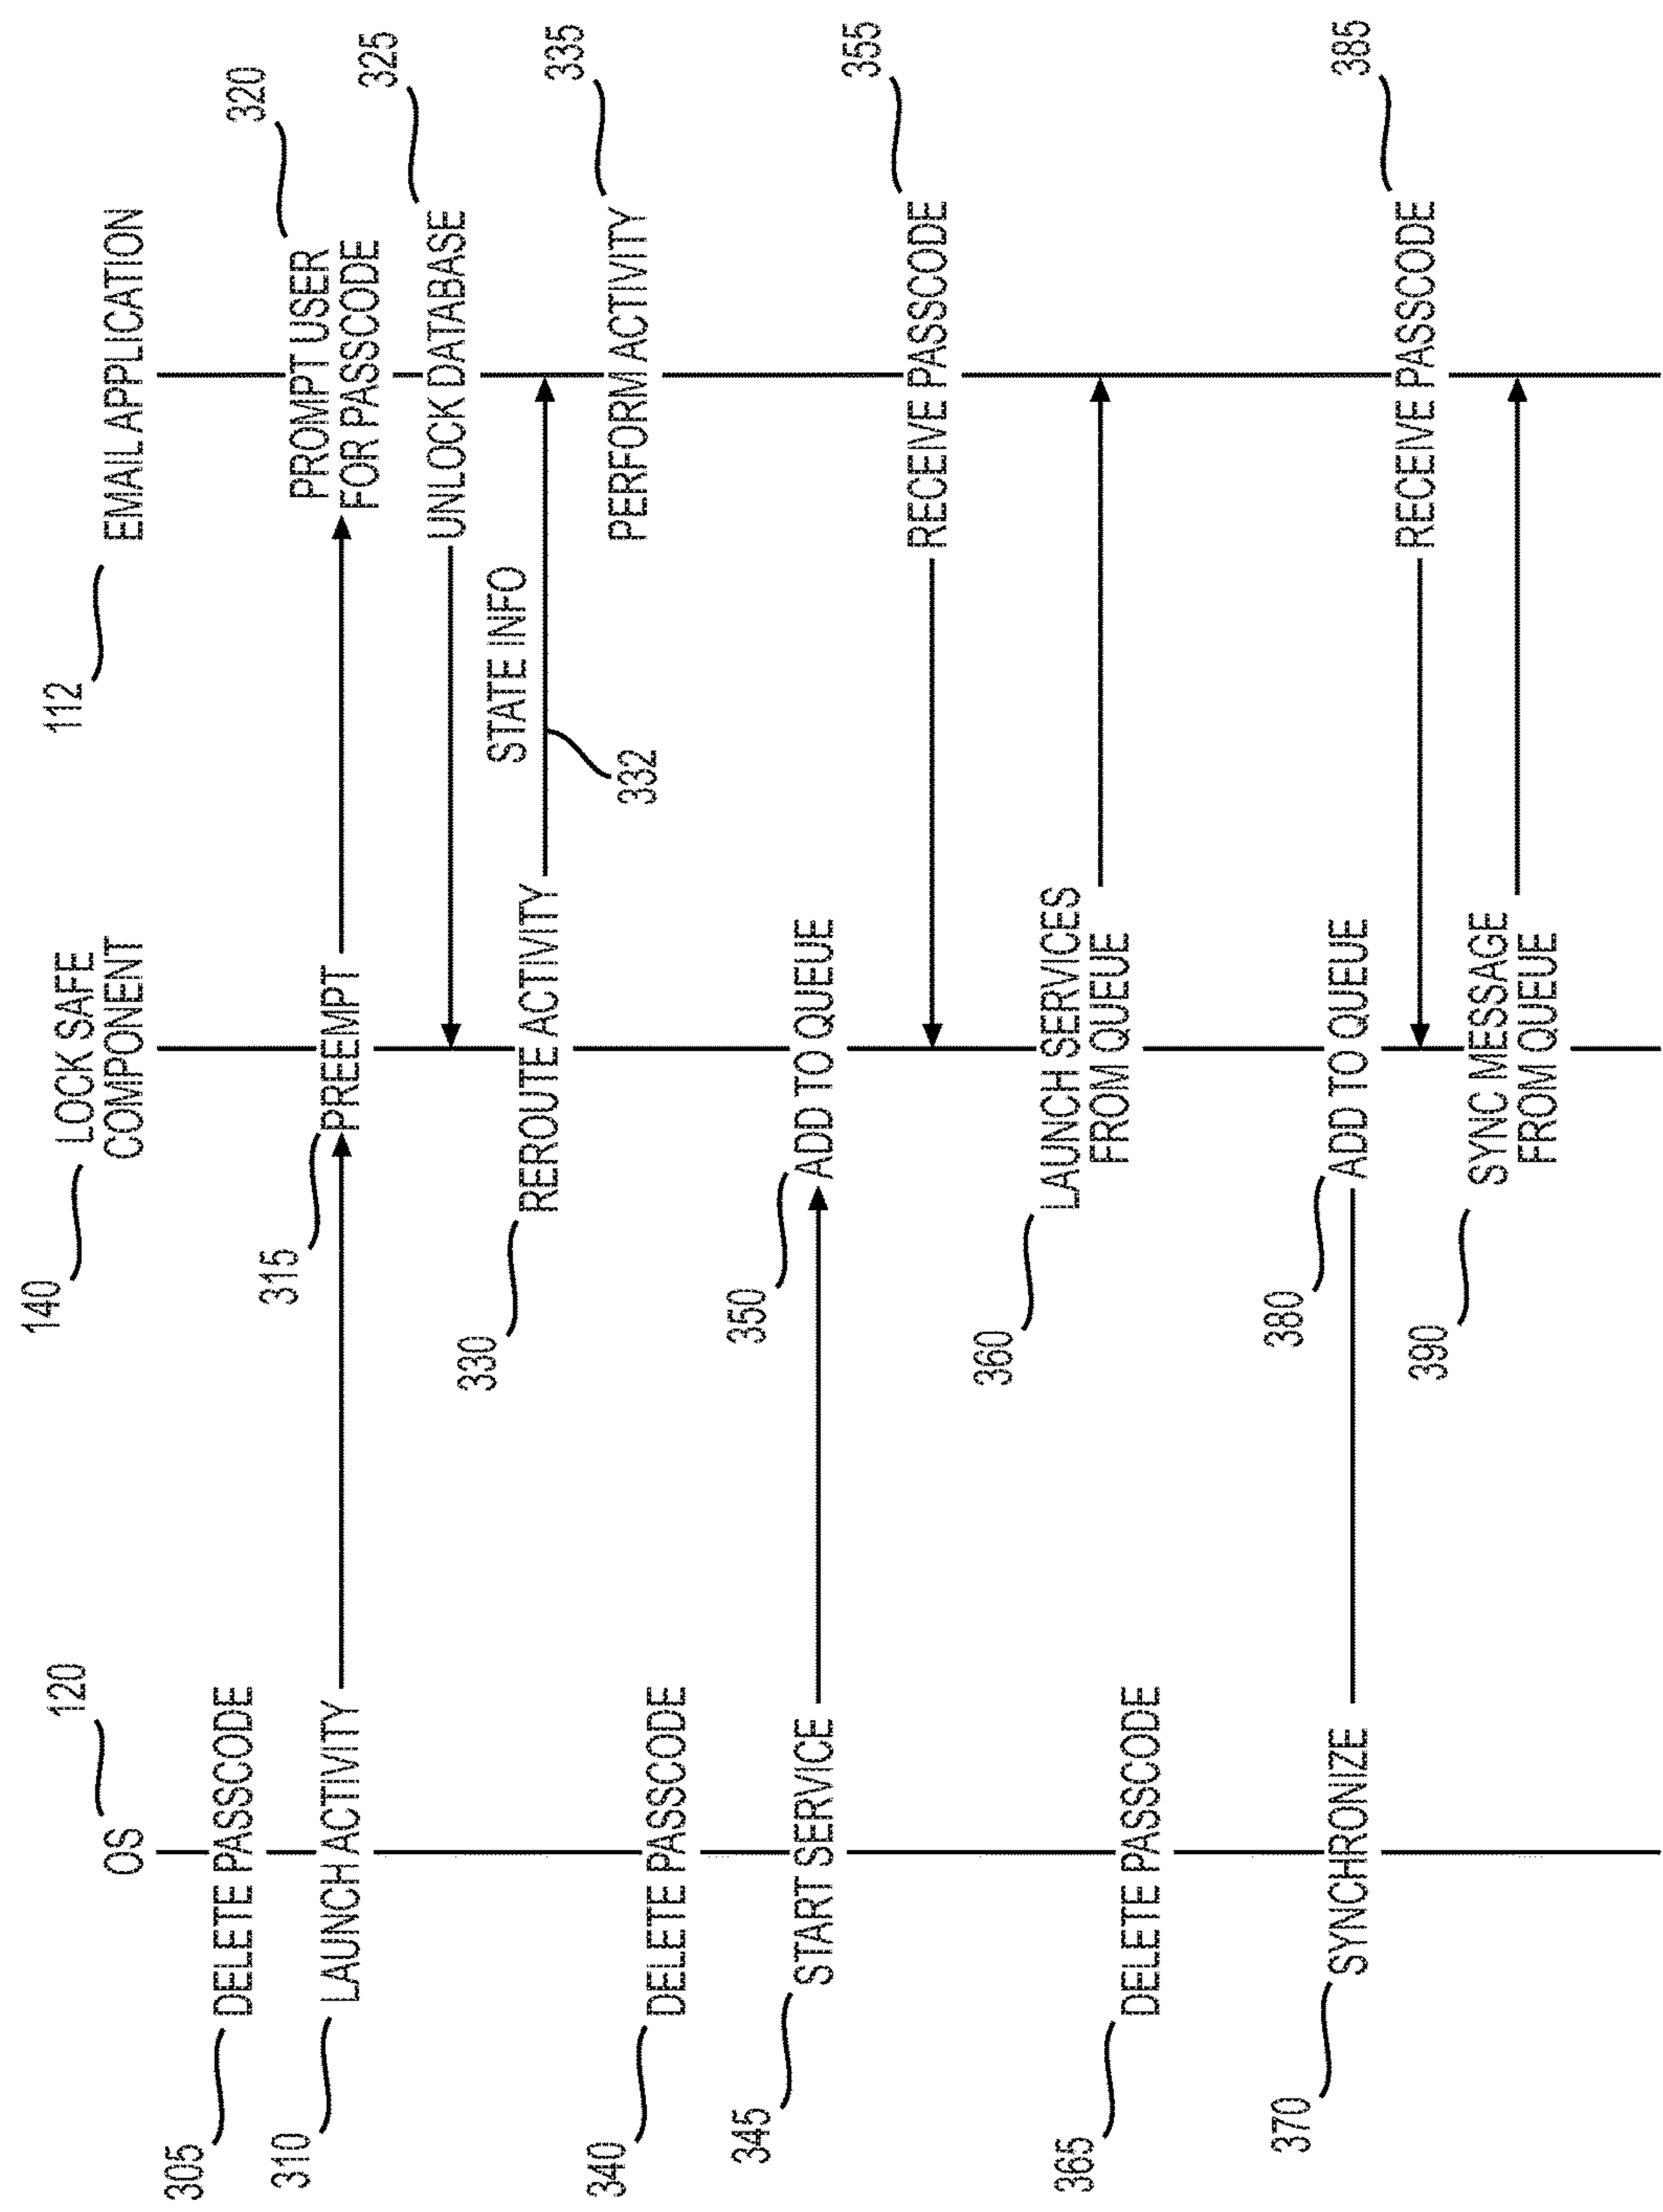 120
OS
140
LOCK SAFE
COMPONENT
112
EMAIL APPLICATION
305
DELETE PASSCODE
310
LAUNCH ACTIVITY
315
PREEMPT
320
PROMPT USER
FOR PASSCODE
325
UNLOCK DATABASE
330
REROUTE ACTIVITY
STATE INFO
332
335
PERFORM ACTIVITY
340
DELETE PASSCODE
345
START SERVICE
350
ADD TO QUEUE
355
RECEIVE PASSCODE
360
LAUNCH SERVICES
FROM QUEUE
365
DELETE PASSCODE
370
SYNCHRONIZE
380
ADD TO QUEUE
385
RECEIVE PASSCODE
390
SYNC MESSAGE
FROM QUEUE